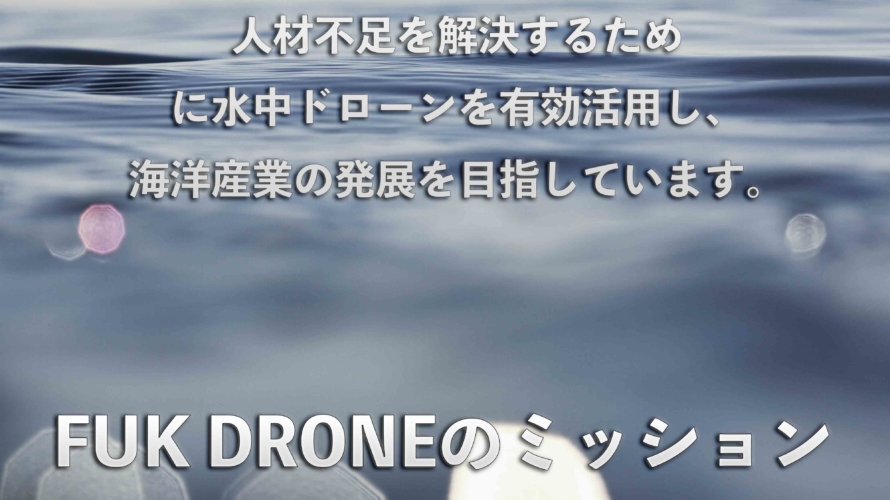 人材不足を解決するため
に水中ドローンを有効活用し、
海洋産業の発展を目指しています。
FUK DRONEのミッション